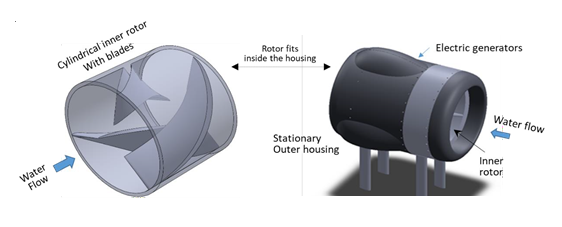 Cylindrical inner rotor
With blades
Water
Flow
Rotor fits
inside the housing
Electric generators
Stationary
Outer housing
Water flow
Inner
rotor